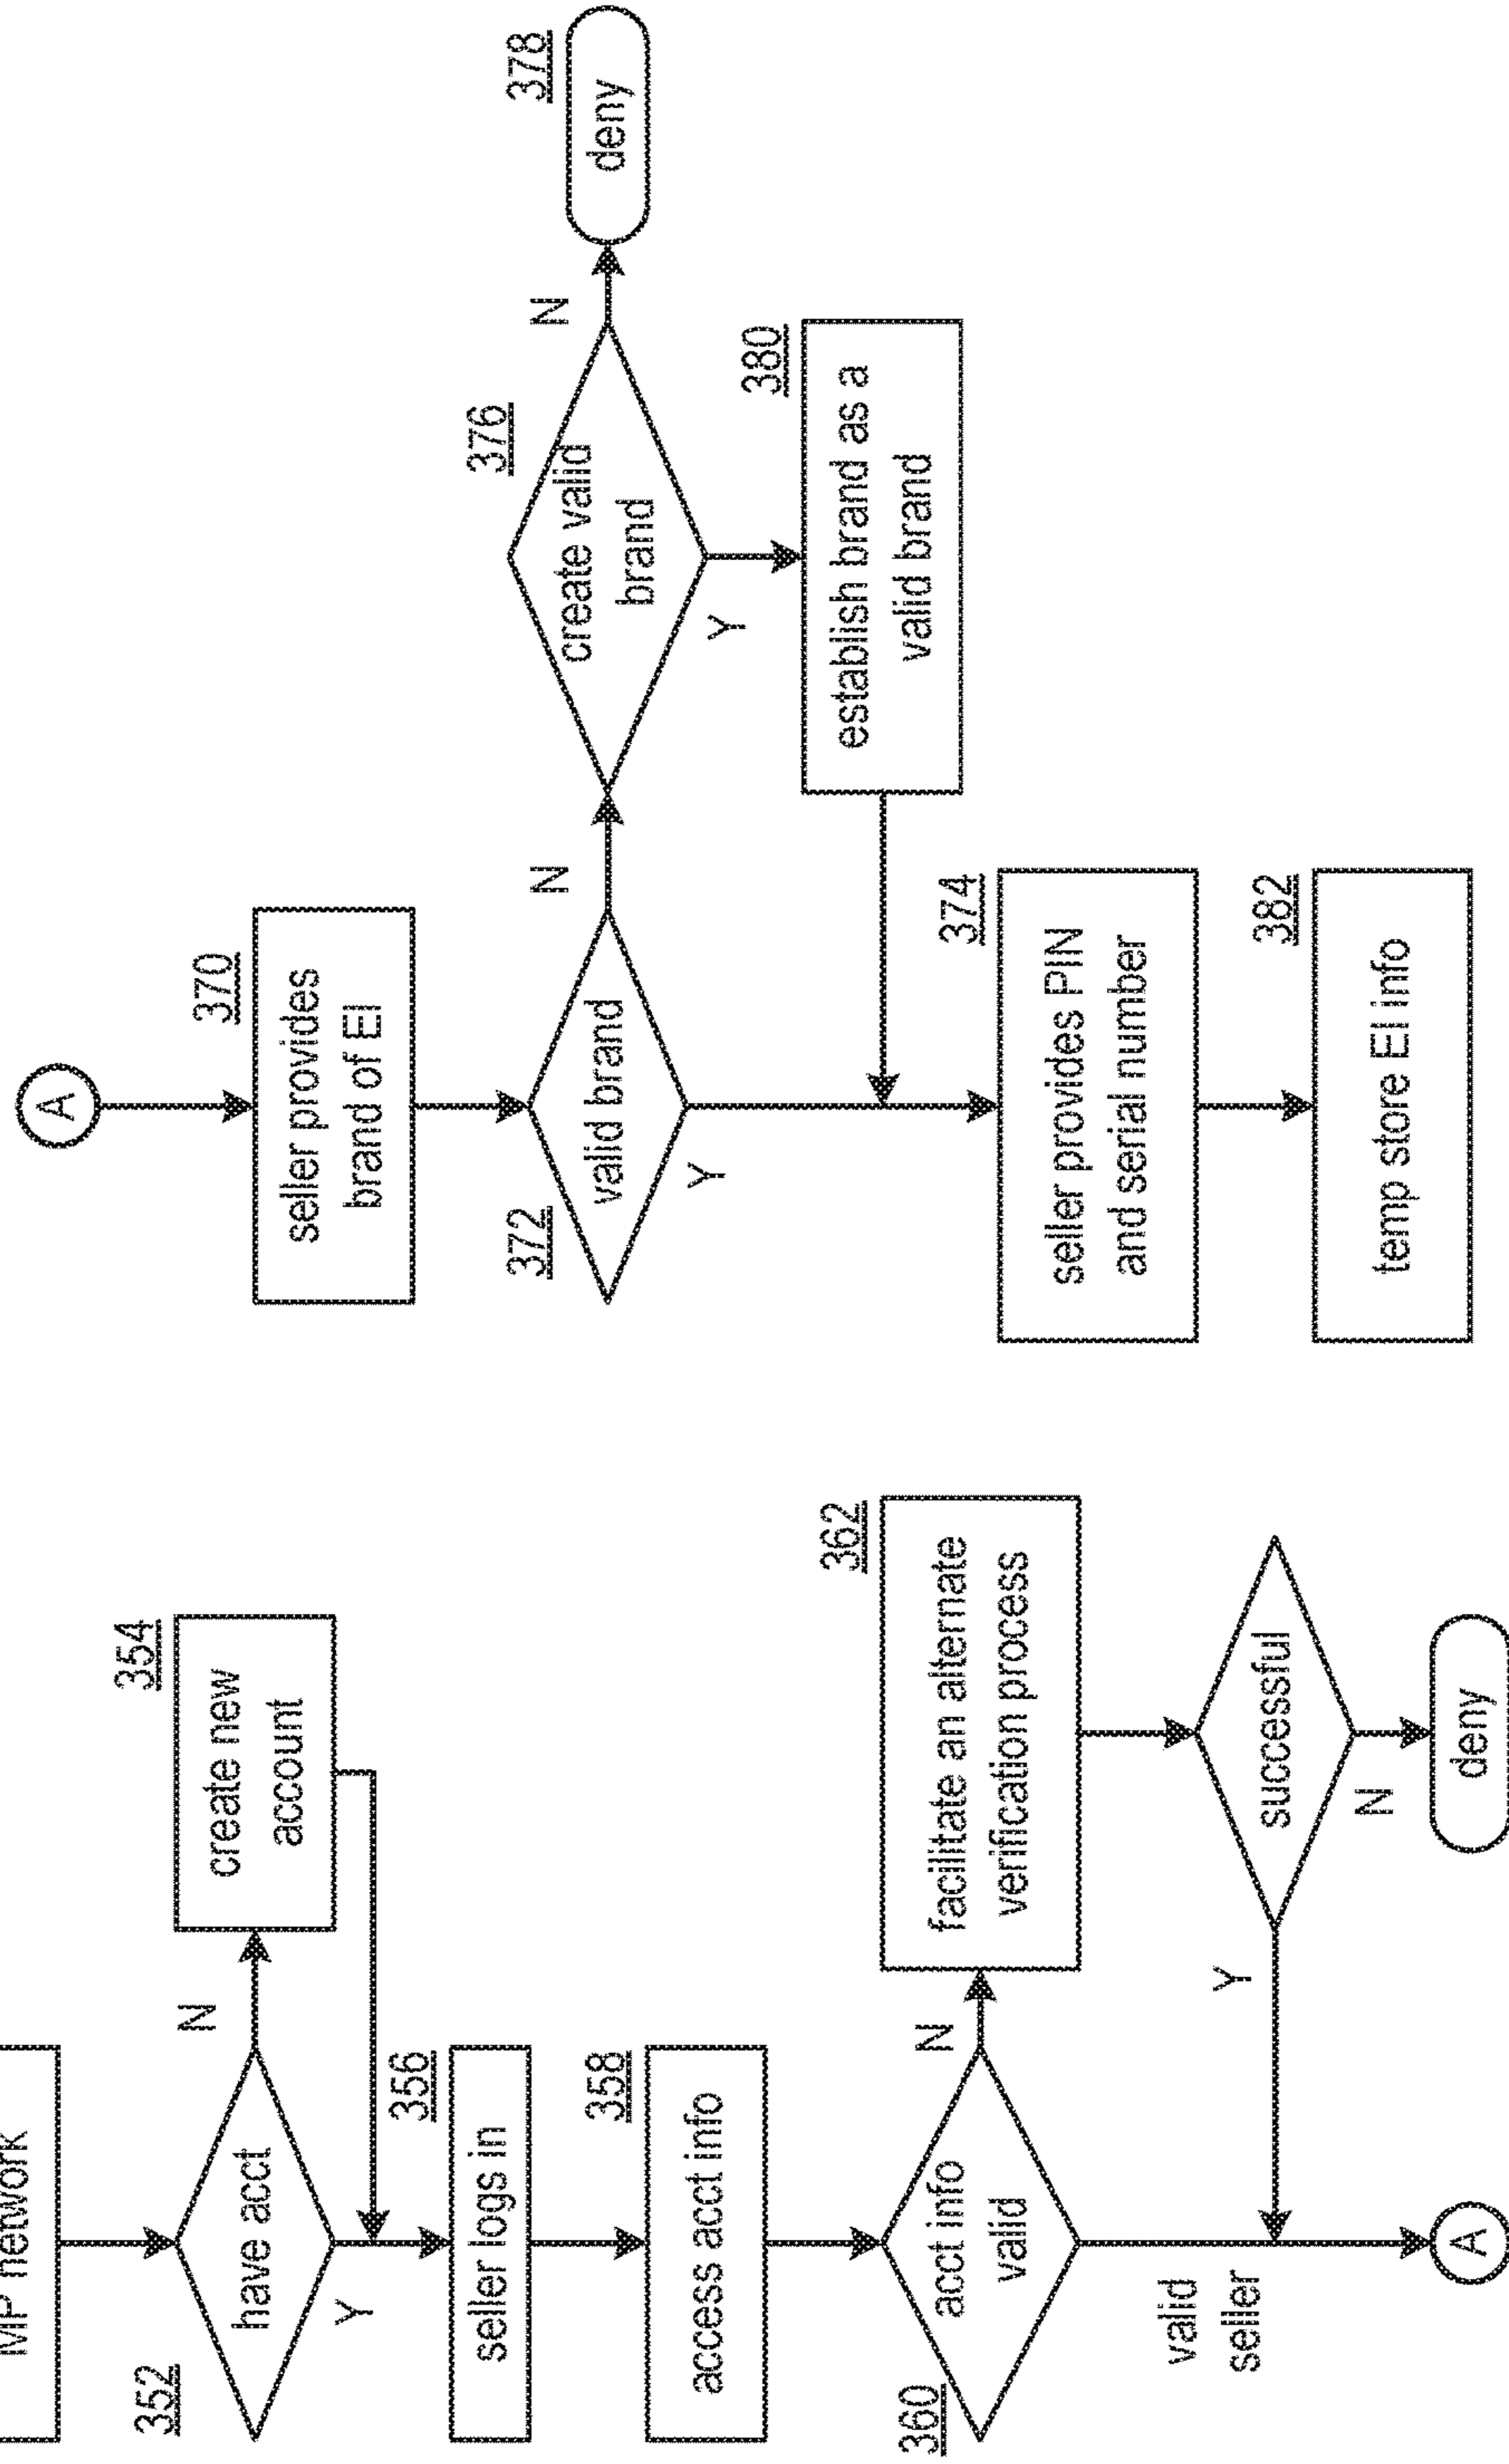 MP network
352
have acct
N
Y
354
create new
account
356
seller logs in
358
access acct info
360
acct info
valid
N
valid
seller
362
facilitate an alternate
verification process
successful
Y
N
deny
A
A
370
seller provides
brand of EI
372
valid brand
N
Y
376
create valid
brand
N
Y
378
deny
380
establish brand as a
valid brand
374
seller provides PIN
and serial number
382
temp store EI info